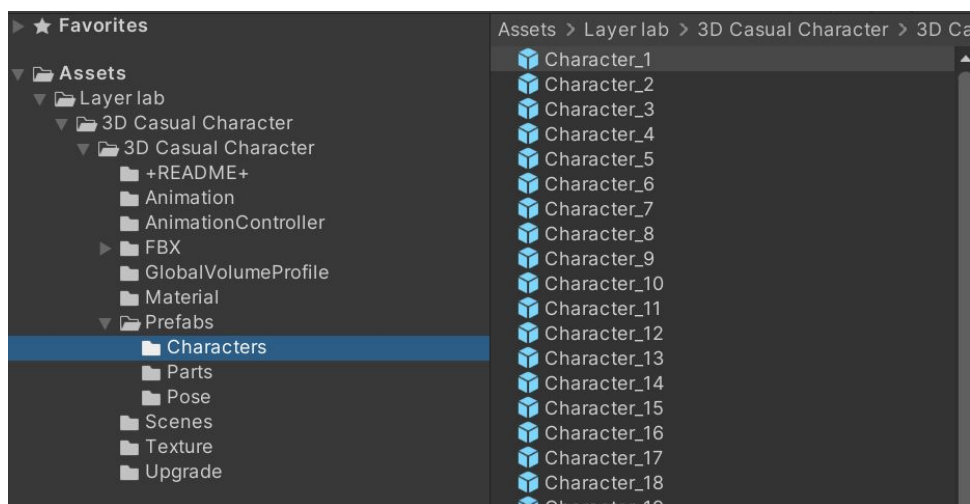 Favorites
Assets
Layer lab
3D Casual Character
3D Casual Character
+README+
Animation
AnimationController
FBX
GlobalVolumeProfile
Material
Prefabs
Characters
Parts
Pose
Scenes
Texture
Upgrade
Assets > Layer lab > 3D Casual Character > 3D Ca
Character_1
Character_2
Character_3
Character_4
Character_5
Character_6
Character_7
Character_8
Character_9
Character_10
Character_11
Character_12
Character_13
Character_14
Character_15
Character_16
Character_17
Character_18